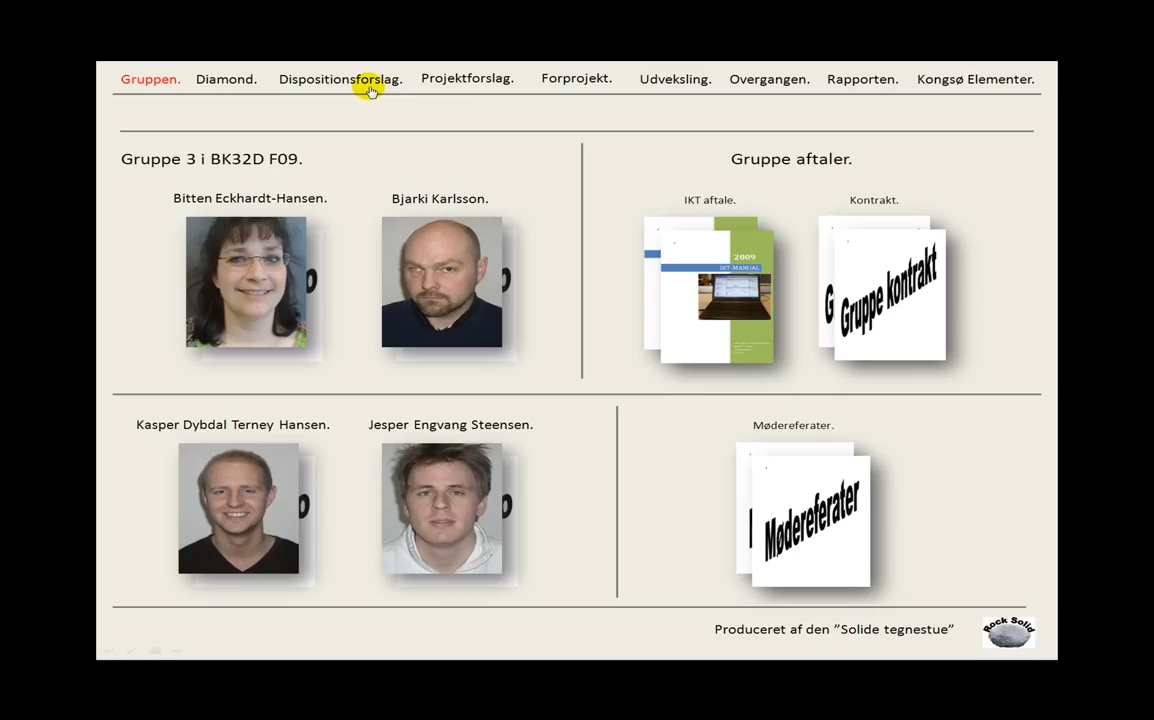 Gruppen. Diamond. Dispositionsforslag. Projektforslag. Forprojekt. Udveksling. Overgangen. Rapporten. Kongsø Elementer.
Gruppe 3 i BK32D F09.
Gruppe aftaler.
Bitten Eckhardt-Hansen. Bjarki Karlsson.
IKT aftale. Kontrakt.
2009
IKT-MANUAL
Gruppe kontrakt
Kasper Dybdal Terney Hansen. Jesper Engvang Steensen.
Mødereferater.
Mødereferater
Produceret af den ”Solide tegnestue”
Rock Solid